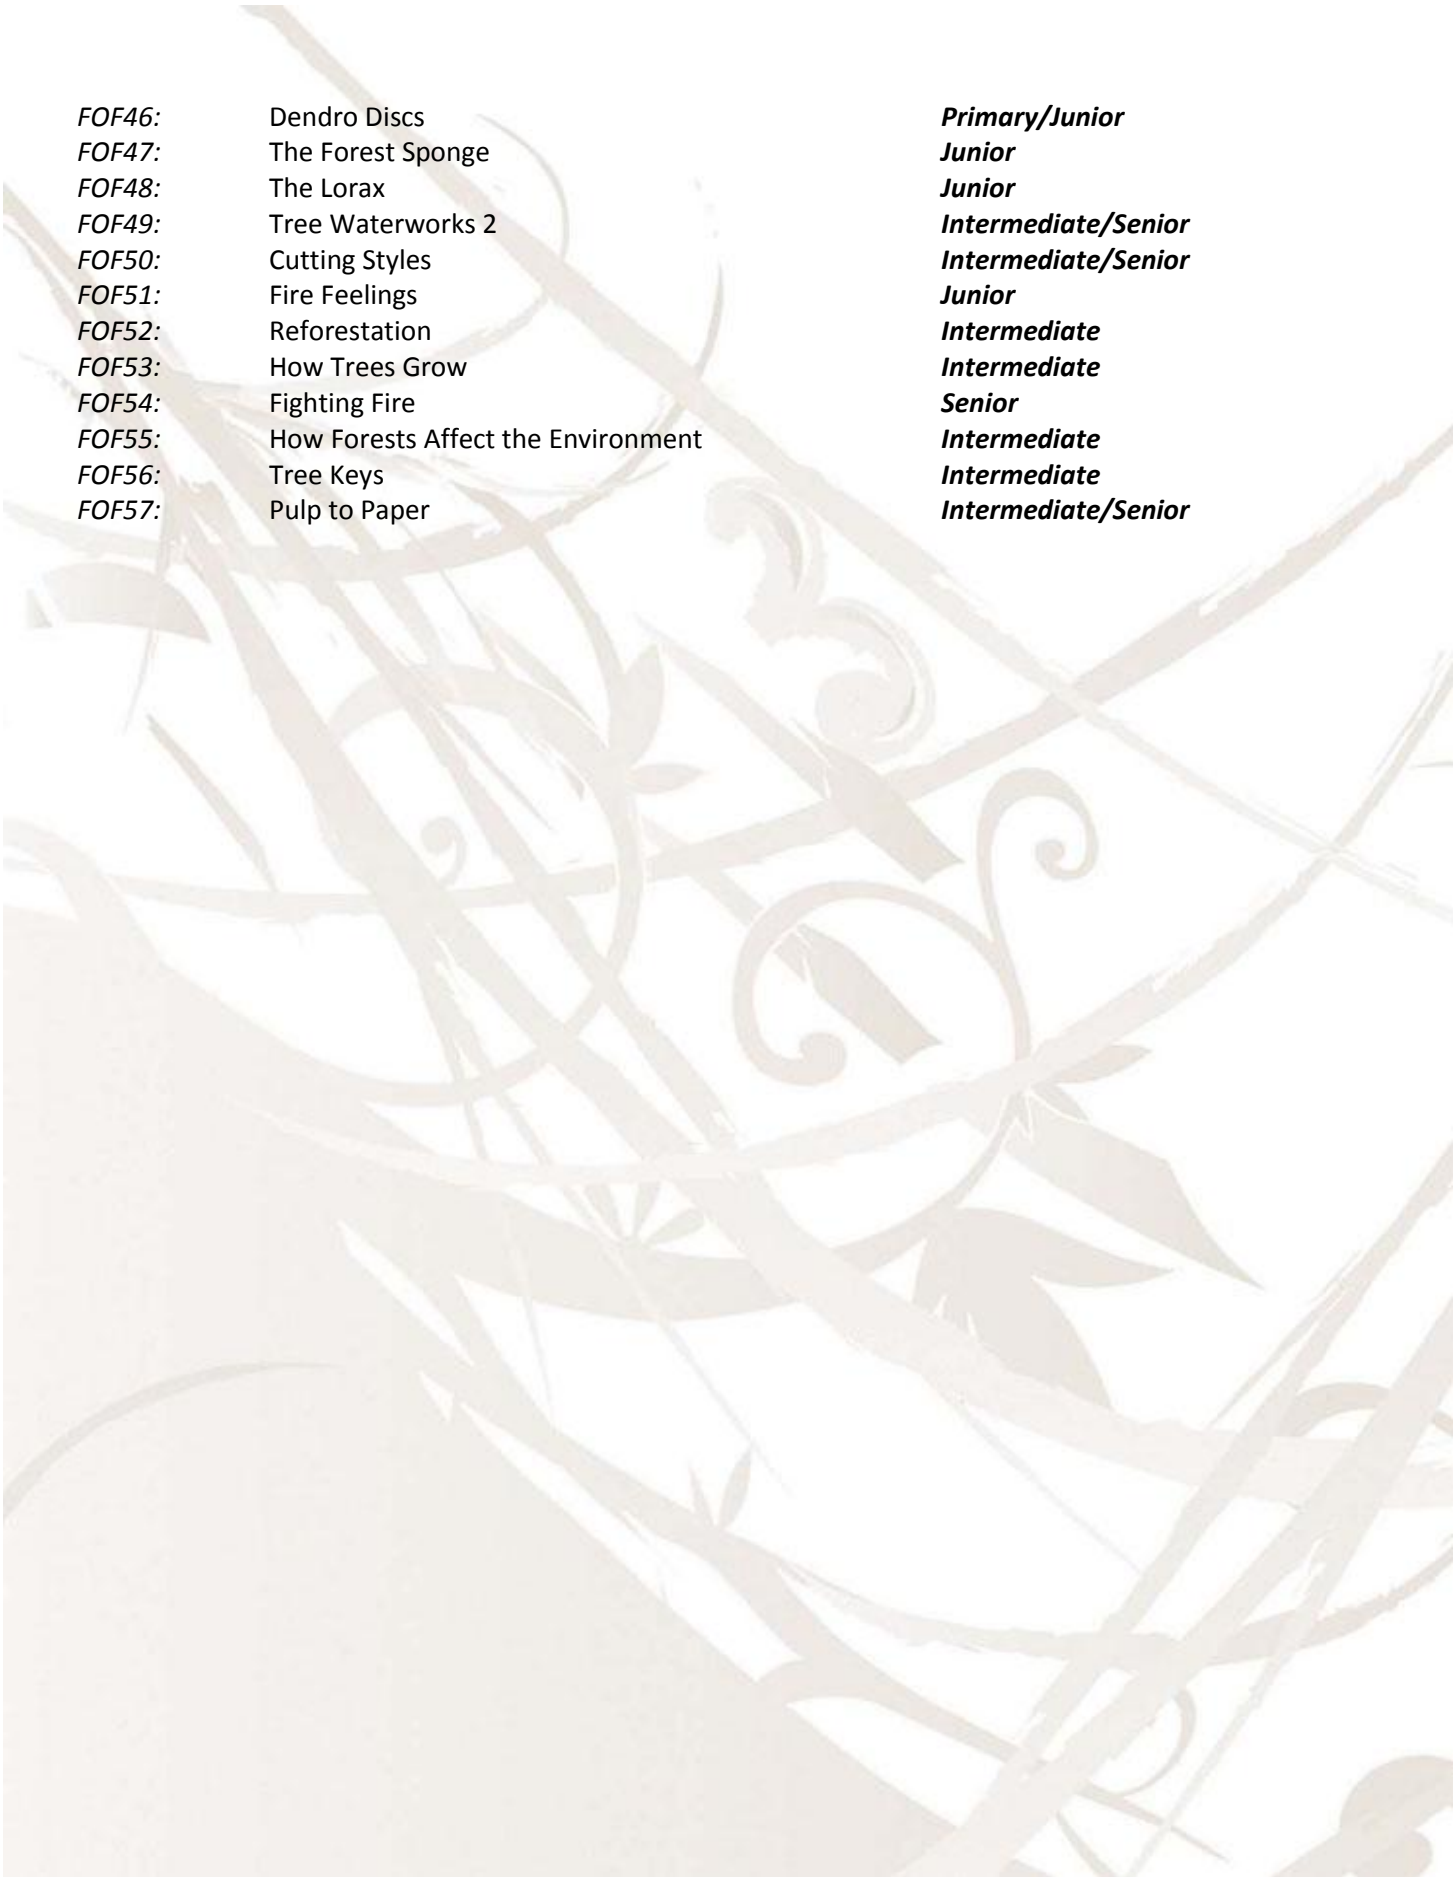 FOF46: Dendro Discs Primary/Junior
FOF47: The Forest Sponge Junior
FOF48: The Lorax Junior
FOF49: Tree Waterworks 2 Intermediate/Senior
FOF50: Cutting Styles Intermediate/Senior
FOF51: Fire Feelings Junior
FOF52: Reforestation Intermediate
FOF53: How Trees Grow Intermediate
FOF54: Fighting Fire Senior
FOF55: How Forests Affect the Environment Intermediate
FOF56: Tree Keys Intermediate
FOF57: Pulp to Paper Intermediate/Senior